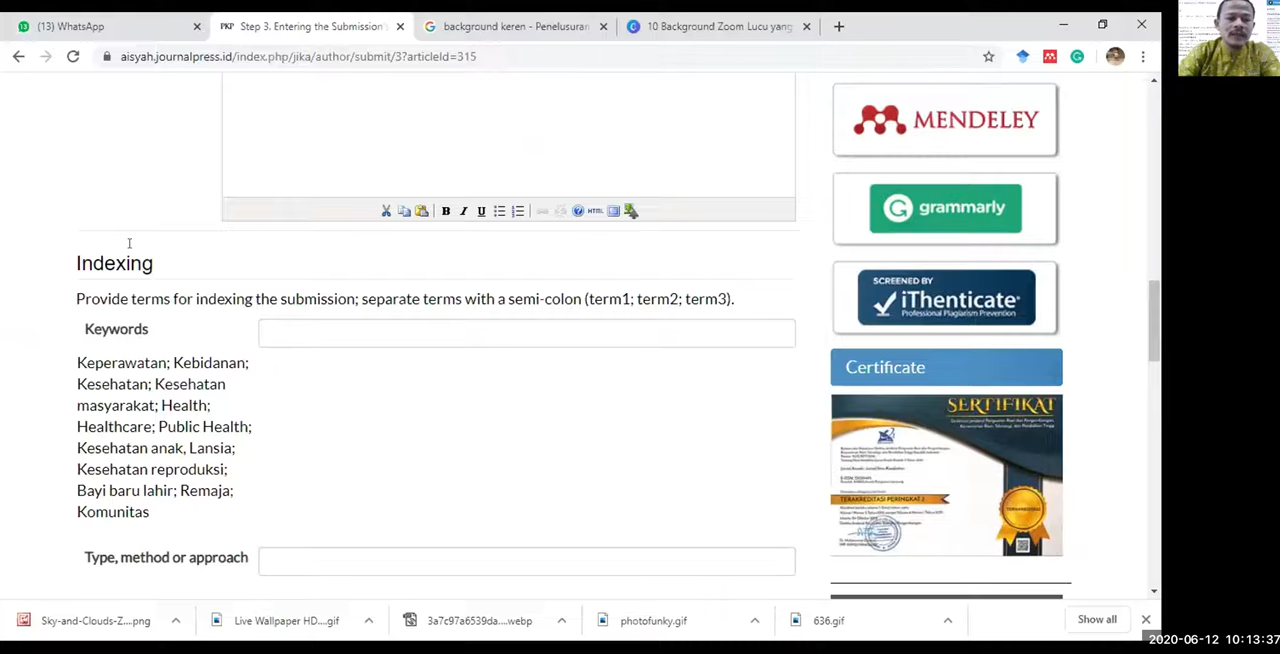 (13) WhatsApp
PKP Step 3. Entering the Submission's
background keren - Penelusuran
10 Background Zoom Lucu yang
aisyah.journalpress.id/index.php/jika/author/submit/3?articleId=315
MENDELEY
grammarly
B I U HTML
Indexing
Provide terms for indexing the submission; separate terms with a semi-colon (term1; term2; term3).
SCREENED BY
iThenticate®
Professional Plagiarism Prevention
Keywords
Keperawatan; Kebidanan;
Kesehatan; Kesehatan
masyarakat; Health;
Healthcare; Public Health;
Kesehatan anak, Lansia;
Kesehatan reproduksi;
Bayi baru lahir; Remaja;
Komunitas
Certificate
SERTIFIKAT
TERAKREDITASI PERINGKAT
Type, method or approach
Sky-and-Clouds-Z....png
Live Wallpaper HD....gif
3a7c97a6539da....webp
photofunky.gif
636.gif
Show all
2020-06-12 10:13:37